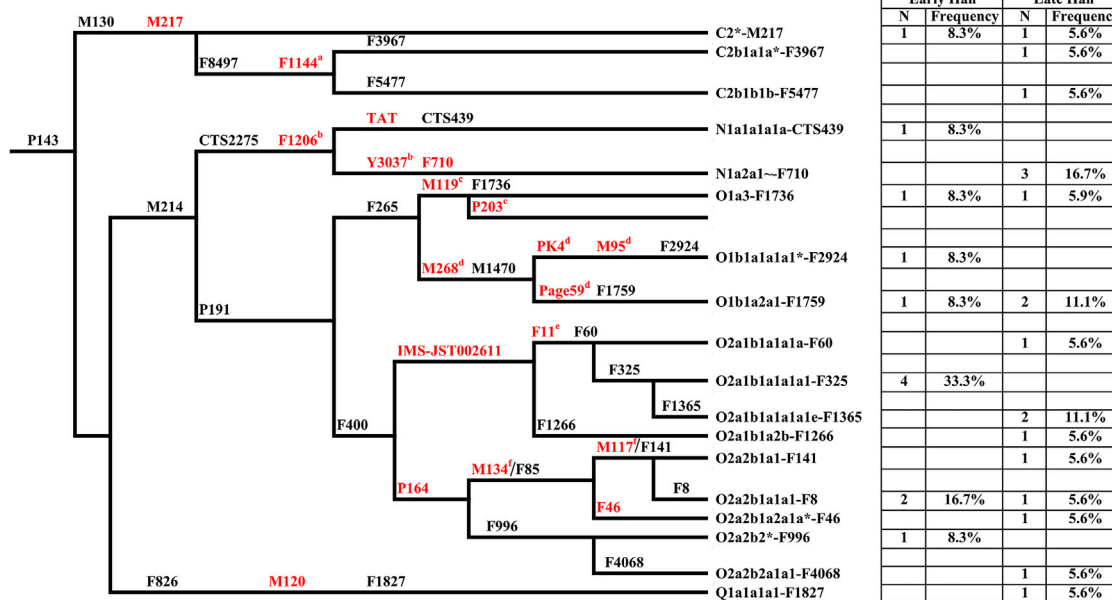 Early Han Late Han
N Frequency N Frequenc
M130 M217 C2*-M217 1 8.3% 1 5.6%
F3967 C2b1a1a*-F3967 1 5.6%
F8497 F1144a
F5477 C2b1b1b-F5477 1 5.6%
TAT CTS439 N1a1a1a1a-CTS439 1 8.3%
P143 CTS2275 F1206b
Y3037b F710 N1a2a1~-F710 3 16.7%
M119c F1736 O1a3-F1736 1 8.3% 1 5.9%
M214 F265 P203c
PK4d M95d F2924 O1b1a1a1a1*-F2924 1 8.3%
M268d M1470
Page59d F1759 O1b1a2a1-F1759 1 8.3% 2 11.1%
P191
F11e F60 O2a1b1a1a1a-F60 1 5.6%
IMS-JST002611
F325 O2a1b1a1a1a1-F325 4 33.3%
F1365 O2a1b1a1a1a1e-F1365 2 11.1%
F400 F1266 O2a1b1a2b-F1266 1 5.6%
M117f/F141 O2a2b1a1-F141 1 5.6%
M134f/F85
P164 F8 O2a2b1a1a1-F8 2 16.7% 1 5.6%
F46 O2a2b1a2a1a*-F46 1 5.6%
F996 O2a2b2*-F996 1 8.3%
F4068 O2a2b2a1a1-F4068 1 5.6%
F826 M120 F1827 Q1a1a1a1-F1827 1 5.6%